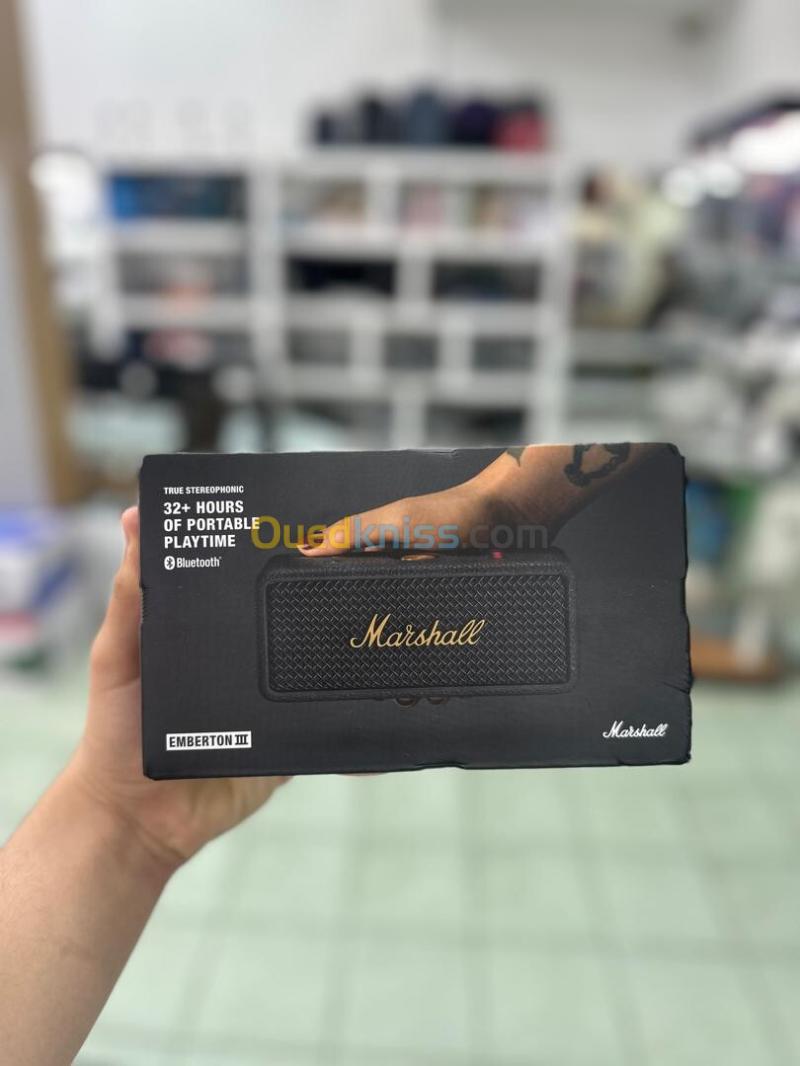 TRUE STEREOPHONIC
32+ HOURS
OF PORTABLE
PLAYTIME
Bluetooth®
Ouedkniss.com
Marshall
EMBERTON III
Marshall